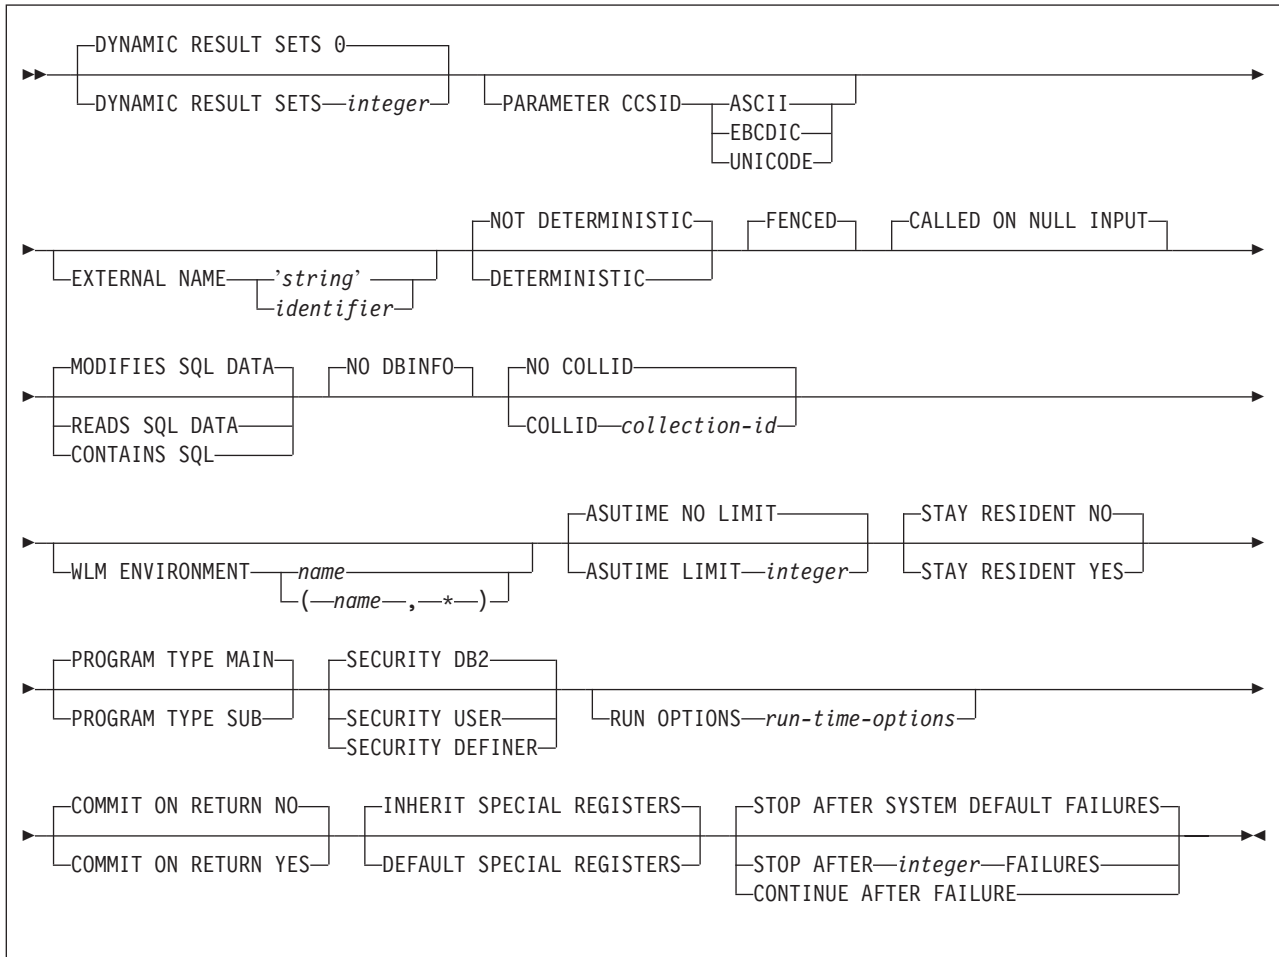 DYNAMIC RESULT SETS 0
DYNAMIC RESULT SETS integer
PARAMETER CCSID ASCII
EBCDIC
UNICODE
EXTERNAL NAME 'string'
identifier
NOT DETERMINISTIC
DETERMINISTIC
FENCED
CALLED ON NULL INPUT
MODIFIES SQL DATA
READS SQL DATA
CONTAINS SQL
NO DBINFO
NO COLLID
COLLID collection-id
WLM ENVIRONMENT name
( name , * )
ASUTIME NO LIMIT
ASUTIME LIMIT integer
STAY RESIDENT NO
STAY RESIDENT YES
PROGRAM TYPE MAIN
PROGRAM TYPE SUB
SECURITY DB2
SECURITY USER
SECURITY DEFINER
RUN OPTIONS run-time-options
COMMIT ON RETURN NO
COMMIT ON RETURN YES
INHERIT SPECIAL REGISTERS
DEFAULT SPECIAL REGISTERS
STOP AFTER SYSTEM DEFAULT FAILURES
STOP AFTER integer FAILURES
CONTINUE AFTER FAILURE